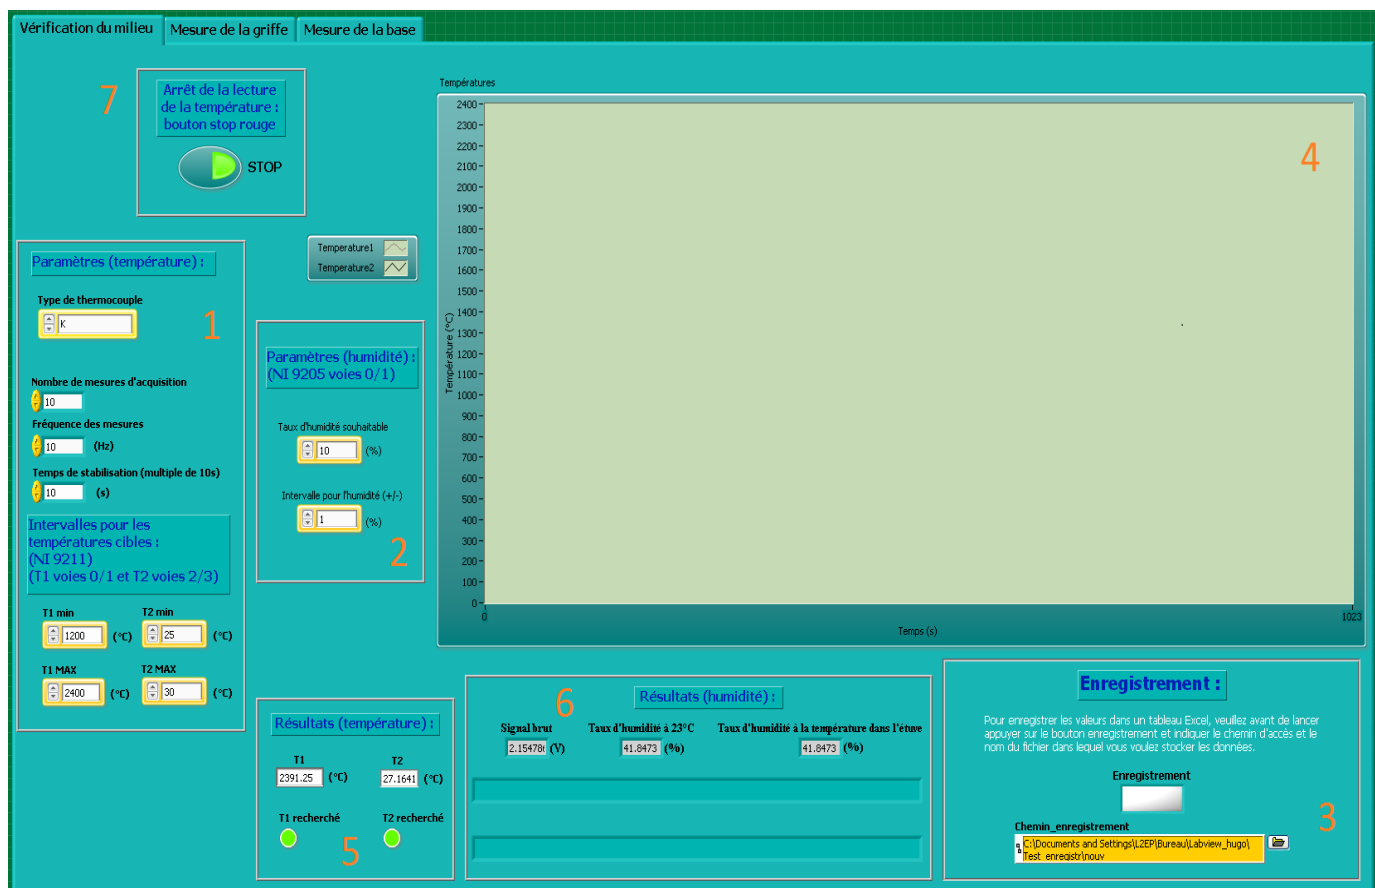 Vérification du milieu
Mesure de la griffe
Mesure de la base
7
Arrêt de la lecture
de la température :
bouton stop rouge
STOP
Temperature1
Temperature2
Paramètres (température) :
Type de thermocouple
K
1
Nombre de mesures d'acquisition
10
Fréquence des mesures
10 (Hz)
Temps de stabilisation (multiple de 10s)
10 (s)
Intervalles pour les
températures cibles :
(NI 9211)
(T1 voies 0/1 et T2 voies 2/3)
T1 min T2 min
1200 (°C) 25 (°C)
T1 MAX T2 MAX
2400 (°C) 30 (°C)
Paramètres (humidité) :
(NI 9205 voies 0/1)
Taux d'humidité souhaitable
10 (%)
Intervalle pour l'humidité (+/-)
1 (%)
2
Températures
4
2400
2300
2200
2100
2000
1900
1800
1700
1600
1500
1400
1300
1200
1100
1000
900
800
700
600
500
400
300
200
100
0
Température (°C)
0 1023
Temps (s)
Résultats (température) :
T1 T2
2391.25 (°C) 27.1641 (°C)
T1 recherché T2 recherché
5
6
Résultats (humidité) :
Signal brut Taux d'humidité à 23°C Taux d'humidité à la température dans l'étuve
2.15478 (V) 41.8473 (%) 41.8473 (%)
Enregistrement :
Pour enregistrer les valeurs dans un tableau Excel, veuillez avant de lancer
appuyer sur le bouton enregistrement et indiquer le chemin d'accès et le
nom du fichier dans lequel vous voulez stocker les données.
Enregistrement
3
Chemin_enregistrement
C:\Documents and Settings\L2EP\Bureau\Labview_hugo\
Test enregistr\nouv